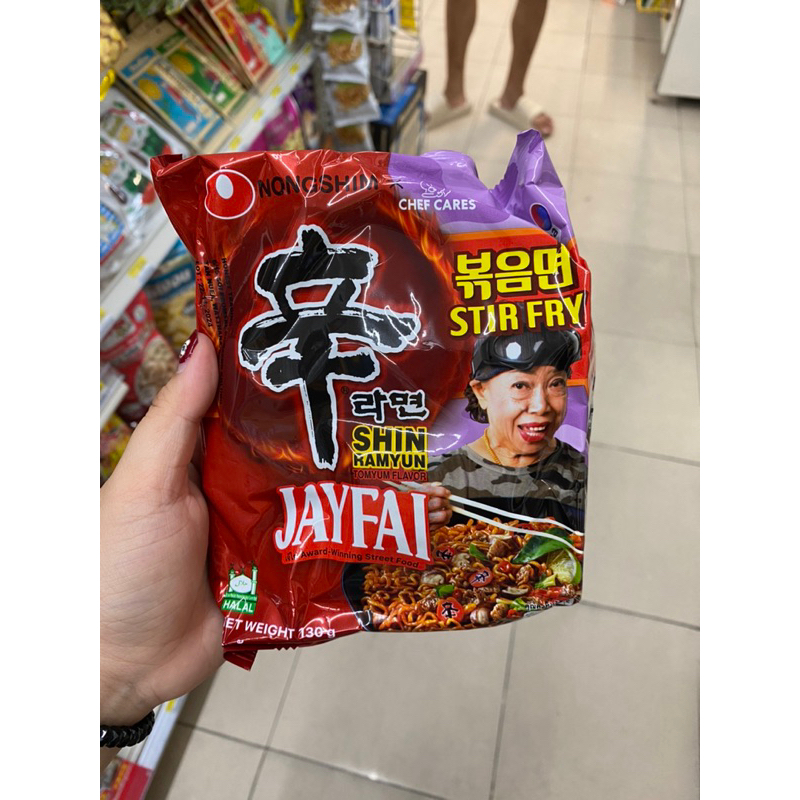 NONGSHIM × CHEF CARES
辛
라면
SHIN
RAMYUN
TOMYUM FLAVOR
볶음면
STIR FRY
JAYFAI
Award-Winning Street Food
HALAL
ET WEIGHT 130 g